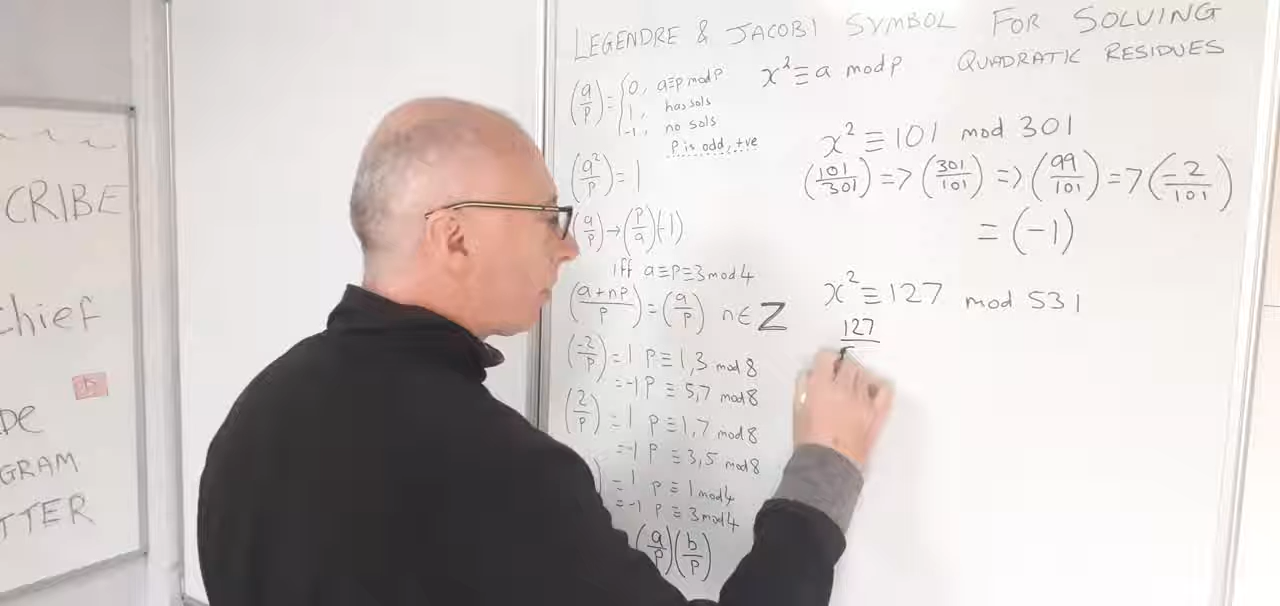 LEGENDRE & JACOBI SYMBOL FOR SOLVING
QUADRATIC RESIDUES
x² ≡ a mod p
(a/p) = { 0, a≡p mod p
1, has sols
-1, no sols
P is odd, +ve
(a²/p) = 1
(a/p) → (p/a)(-1)
iff a≡p≡3 mod 4
((a+np)/p) = (a/p) n∈Z
(-2/p) = 1 P ≡ 1,3 mod 8
= -1 P ≡ 5,7 mod 8
(2/p) = 1 P ≡ 1,7 mod 8
= -1 P ≡ 3,5 mod 8
= 1 P ≡ 1 mod 4
= -1 P ≡ 3 mod 4
(a/p)(b/p)
x² ≡ 101 mod 301
(101/301) => (301/101) => (99/101) => (-2/101)
= (-1)
x² ≡ 127 mod 531
127
CRIBE
Chief
GRAM
TTER